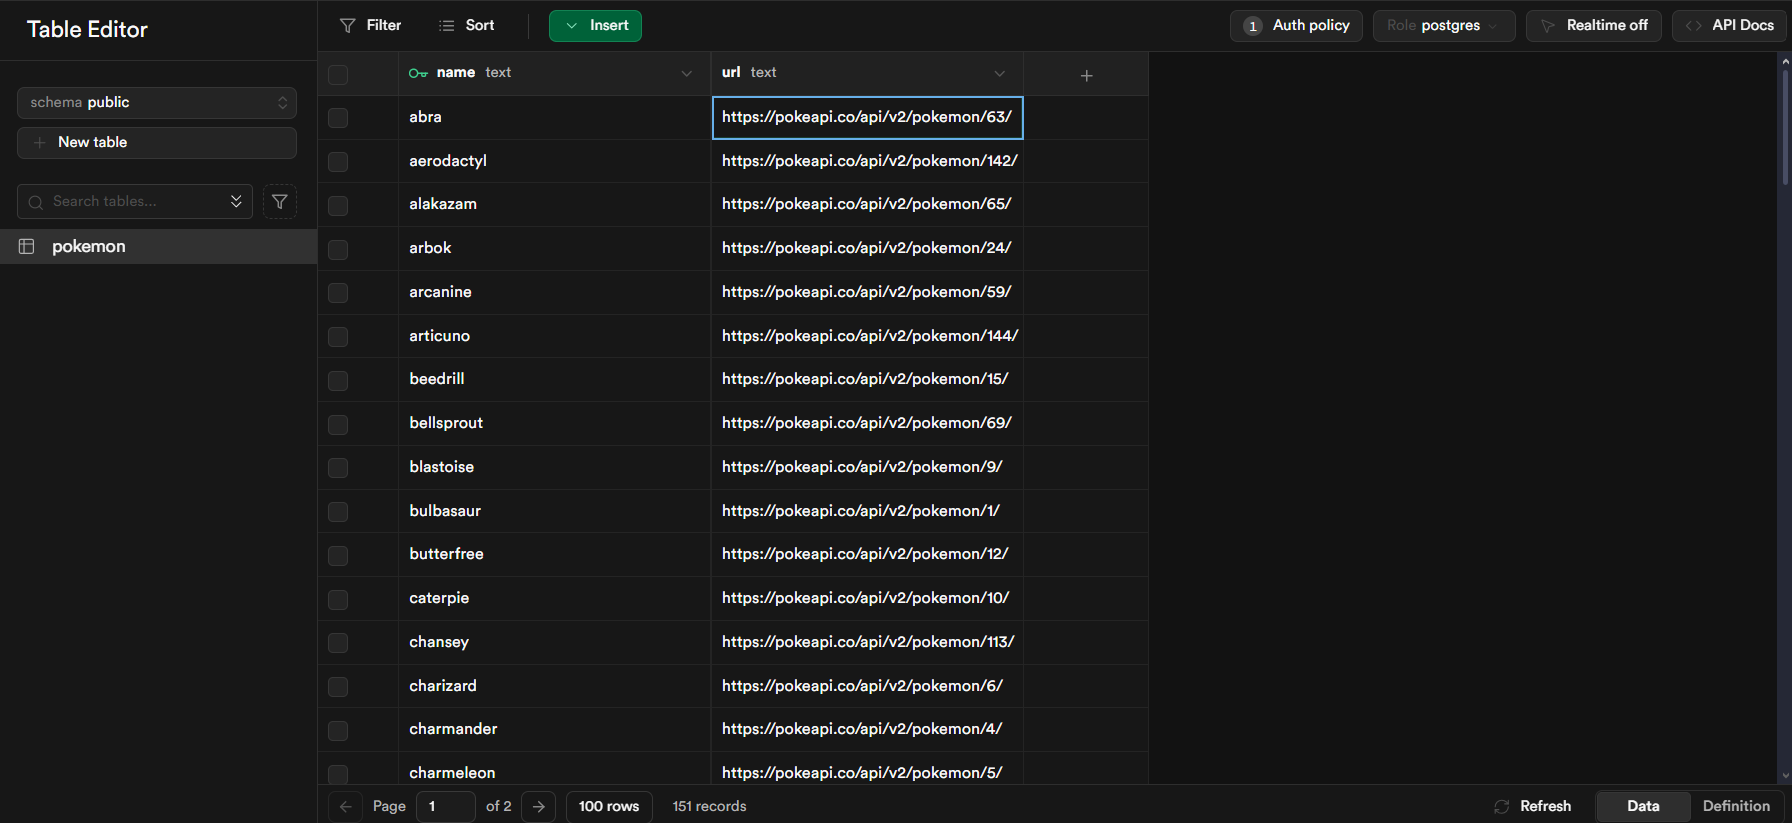 Table Editor
Filter
Sort
Insert
1 Auth policy
Role postgres
Realtime off
API Docs
schema public
New table
Search tables...
pokemon
name text
url text
abra https://pokeapi.co/api/v2/pokemon/63/
aerodactyl https://pokeapi.co/api/v2/pokemon/142/
alakazam https://pokeapi.co/api/v2/pokemon/65/
arbok https://pokeapi.co/api/v2/pokemon/24/
arcanine https://pokeapi.co/api/v2/pokemon/59/
articuno https://pokeapi.co/api/v2/pokemon/144/
beedrill https://pokeapi.co/api/v2/pokemon/15/
bellsprout https://pokeapi.co/api/v2/pokemon/69/
blastoise https://pokeapi.co/api/v2/pokemon/9/
bulbasaur https://pokeapi.co/api/v2/pokemon/1/
butterfree https://pokeapi.co/api/v2/pokemon/12/
caterpie https://pokeapi.co/api/v2/pokemon/10/
chansey https://pokeapi.co/api/v2/pokemon/113/
charizard https://pokeapi.co/api/v2/pokemon/6/
charmander https://pokeapi.co/api/v2/pokemon/4/
charmeleon https://pokeapi.co/api/v2/pokemon/5/
Page 1 of 2
100 rows
151 records
Refresh
Data
Definition